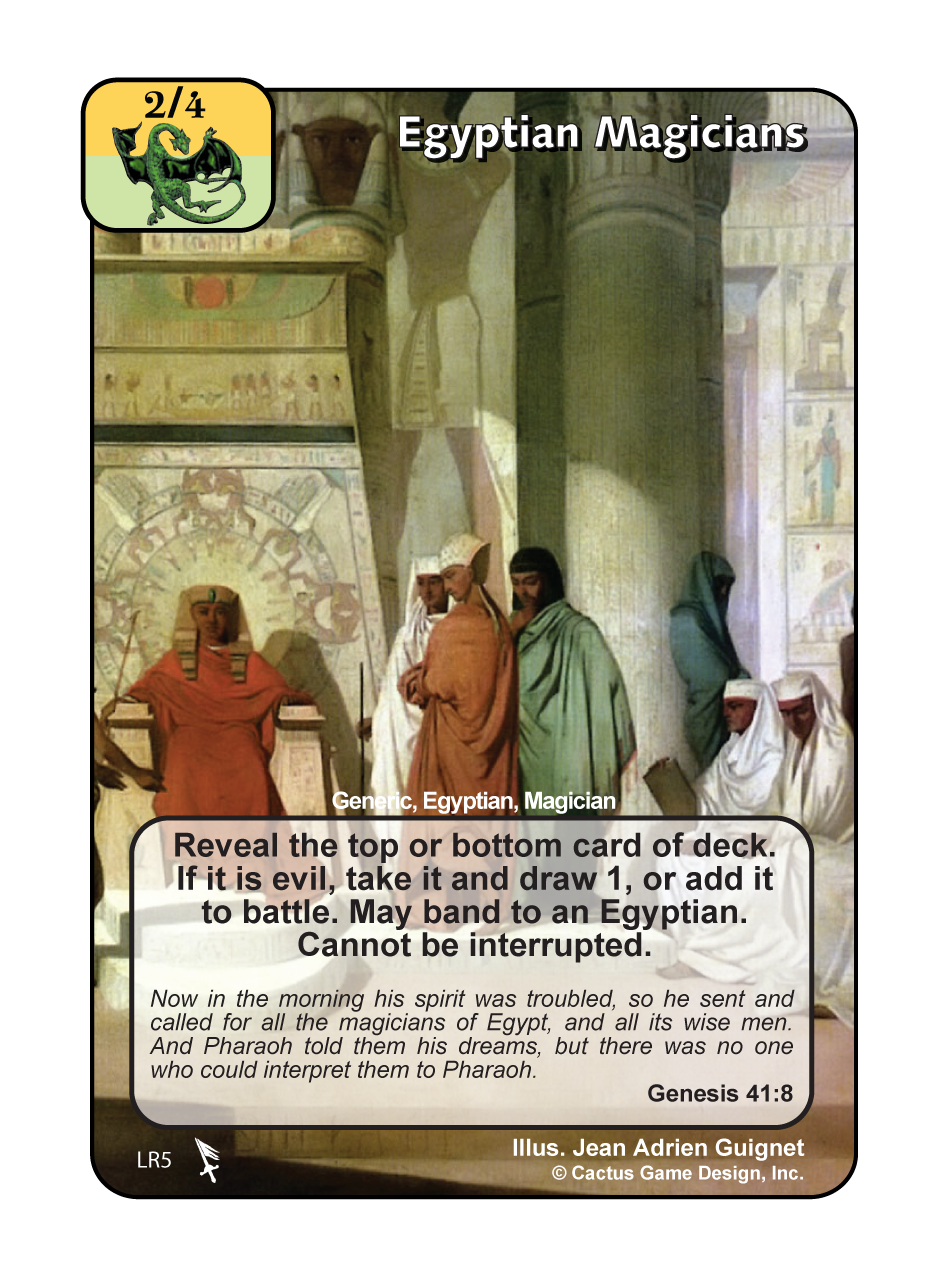 2/4
Egyptian Magicians
Generic, Egyptian, Magician
Reveal the top or bottom card of deck.
If it is evil, take it and draw 1, or add it
to battle. May band to an Egyptian.
Cannot be interrupted.
Now in the morning his spirit was troubled, so he sent and
called for all the magicians of Egypt, and all its wise men.
And Pharaoh told them his dreams, but there was no one
who could interpret them to Pharaoh.
Genesis 41:8
LR5
Illus. Jean Adrien Guignet
© Cactus Game Design, Inc.